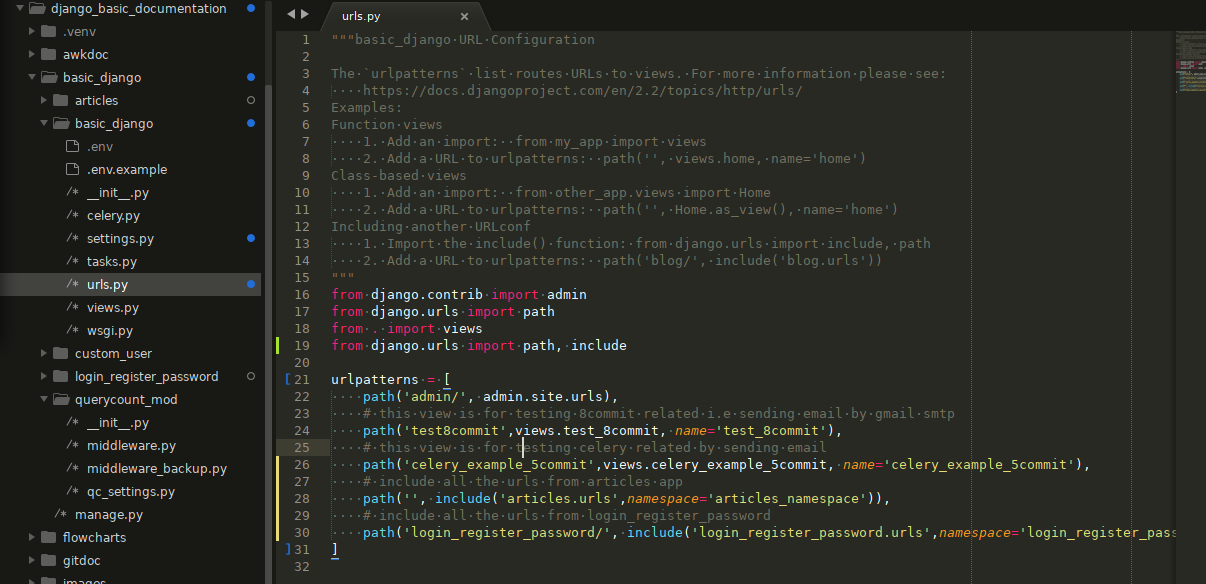 django_basic_documentation
.venv
awkdoc
basic_django
articles
basic_django
.env
.env.example
/* __init__.py
/* celery.py
/* settings.py
/* tasks.py
/* urls.py
/* views.py
/* wsgi.py
custom_user
login_register_password
querycount_mod
/* __init__.py
/* middleware.py
/* middleware_backup.py
/* qc_settings.py
/* manage.py
flowcharts
gitdoc
images
urls.py ×
1 """basic_django URL Configuration
2
3 The `urlpatterns` list routes URLs to views. For more information please see:
4     https://docs.djangoproject.com/en/2.2/topics/http/urls/
5 Examples:
6 Function views
7     1. Add an import:  from my_app import views
8     2. Add a URL to urlpatterns:  path('', views.home, name='home')
9 Class-based views
10     1. Add an import:  from other_app.views import Home
11     2. Add a URL to urlpatterns:  path('', Home.as_view(), name='home')
12 Including another URLconf
13     1. Import the include() function: from django.urls import include, path
14     2. Add a URL to urlpatterns:  path('blog/', include('blog.urls'))
15 """
16 from django.contrib import admin
17 from django.urls import path
18 from . import views
19 from django.urls import path, include
20
21 urlpatterns = [
22     path('admin/', admin.site.urls),
23     # this view is for testing 8commit related i.e sending email by gmail smtp
24     path('test8commit',views.test_8commit, name='test_8commit'),
25     # this view is for testing celery related by sending email
26     path('celery_example_5commit',views.celery_example_5commit, name='celery_example_5commit'),
27     # include all the urls from articles app
28     path('', include('articles.urls',namespace='articles_namespace')),
29     # include all the urls from login_register_password
30     path('login_register_password/', include('login_register_password.urls',namespace='login_register_pass
31 ]
32